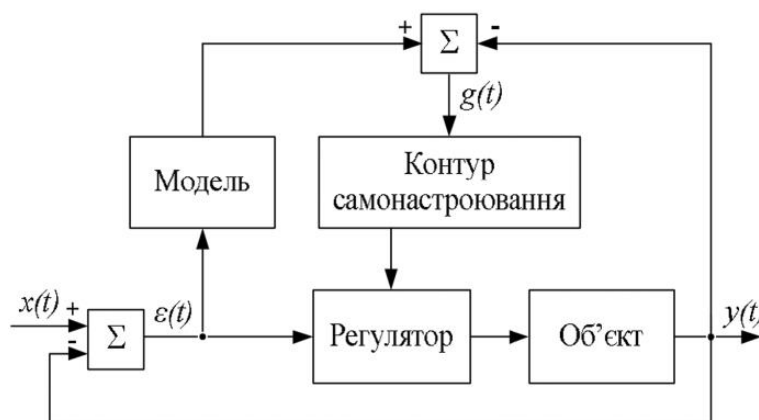 +
Σ
-
g(t)
Модель
Контур
самонастроювання
x(t)
+
-
Σ
ε(t)
Регулятор
Об’єкт
y(t)